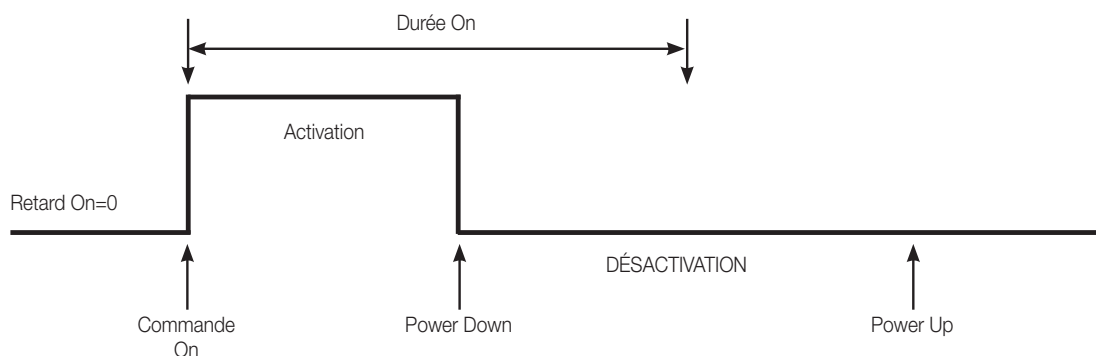 Durée On
Activation
Retard On=0
DÉSACTIVATION
Commande
On
Power Down
Power Up